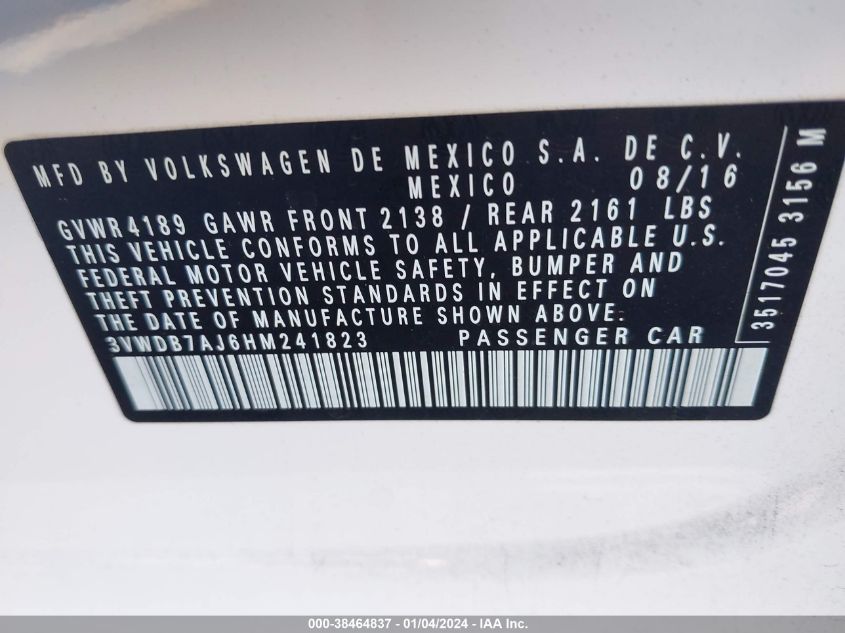 MFD BY VOLKSWAGEN DE MEXICO S.A. DE C.V.
MEXICO 08/16
GVWR4189 GAWR FRONT 2138 / REAR 2161 LBS
THIS VEHICLE CONFORMS TO ALL APPLICABLE U.S.
FEDERAL MOTOR VEHICLE SAFETY, BUMPER AND
THEFT PREVENTION STANDARDS IN EFFECT ON
THE DATE OF MANUFACTURE SHOWN ABOVE.
3VWDB7AJ6HM241823 PASSENGER CAR
3517045 3156 M
000-38464837 - 01/04/2024 - IAA Inc.